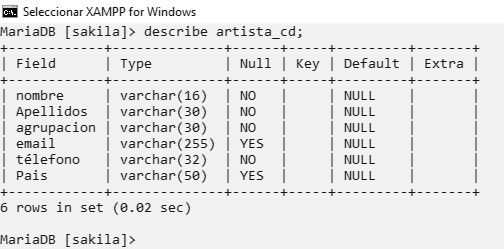 Seleccionar XAMPP for Windows
MariaDB [sakila]> describe artista_cd;
+------------+--------------+------+-----+---------+-------+
| Field      | Type         | Null | Key | Default | Extra |
+------------+--------------+------+-----+---------+-------+
| nombre     | varchar(16)  | NO   |     | NULL    |       |
| Apellidos  | varchar(30)  | NO   |     | NULL    |       |
| agrupacion | varchar(30)  | NO   |     | NULL    |       |
| email      | varchar(255) | YES  |     | NULL    |       |
| télefono   | varchar(32)  | NO   |     | NULL    |       |
| Pais       | varchar(50)  | YES  |     | NULL    |       |
+------------+--------------+------+-----+---------+-------+
6 rows in set (0.02 sec)
MariaDB [sakila]>